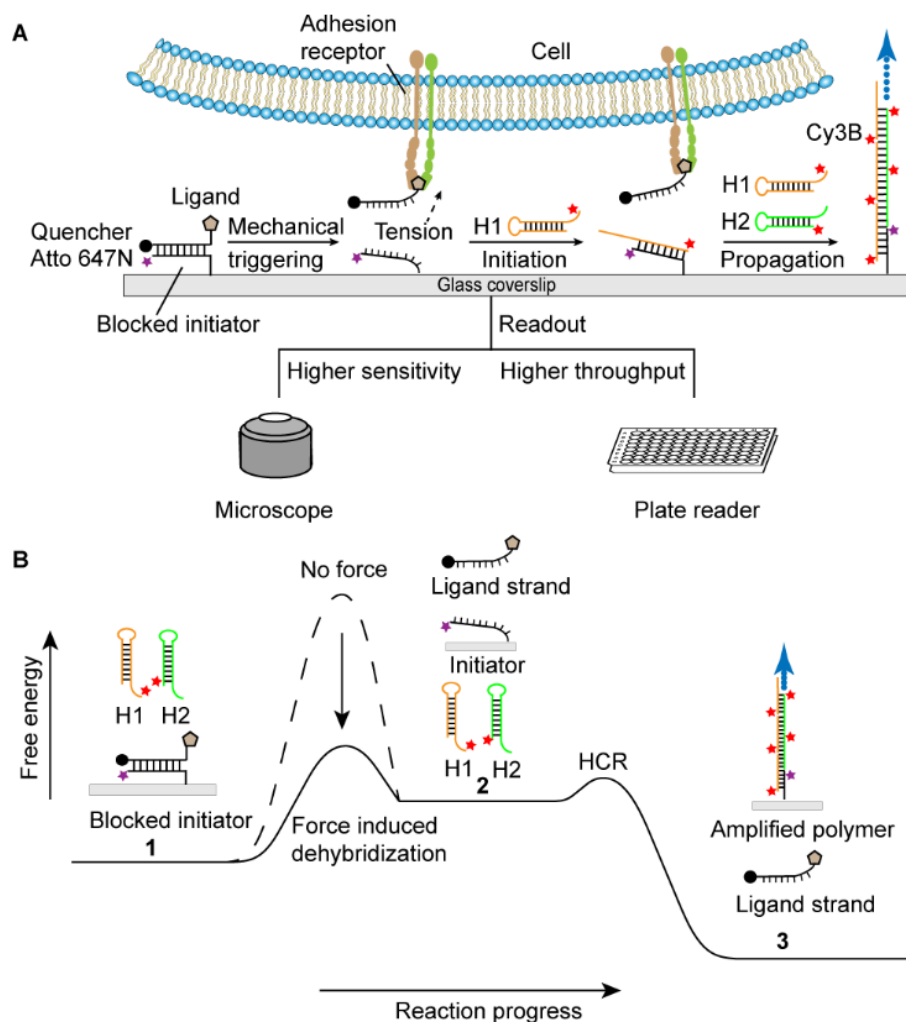 A
Adhesion
receptor
Cell
Cy3B
Ligand
Quencher
Atto 647N
Mechanical
triggering
Tension
H1
Initiation
H1
H2
Propagation
Glass coverslip
Blocked initiator
Readout
Higher sensitivity
Higher throughput
Microscope
Plate reader
B
No force
Ligand strand
Initiator
Free energy
H1
H2
H1
H2
2
HCR
Blocked initiator
1
Force induced
dehybridization
Amplified polymer
Ligand strand
3
Reaction progress